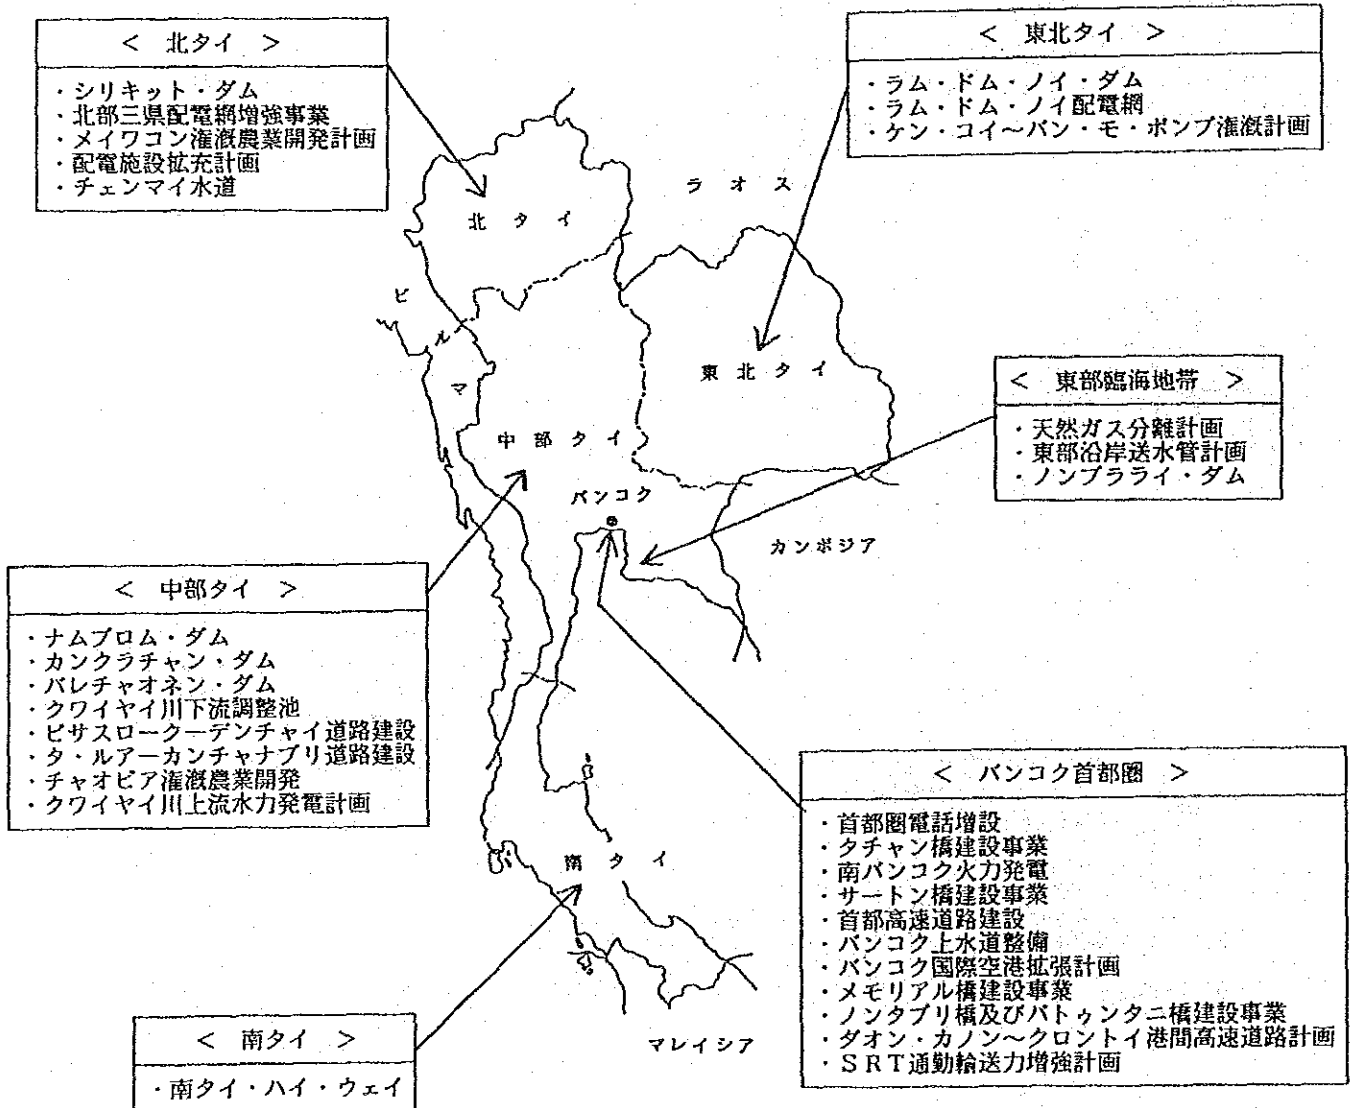 < 北タイ >
・シリキット・ダム
・北部三県配電網増強事業
・メイワコン灌漑農業開発計画
・配電施設拡充計画
・チェンマイ水道
< 東北タイ >
・ラム・ドム・ノイ・ダム
・ラム・ドム・ノイ配電網
・ケン・コイ～バン・モ・ポンプ灌漑計画
ラオス
北タイ
ビルマ
東北タイ
< 東部臨海地帯 >
・天然ガス分離計画
・東部沿岸送水管計画
・ノンプラライ・ダム
中部タイ
バンコク
カンボジア
< 中部タイ >
・ナムプロム・ダム
・カンクラチャン・ダム
・バレチャオネン・ダム
・クワイヤイ川下流調整池
・ピサスローク―デンチャイ道路建設
・タ・ルアーカンチャナブリ道路建設
・チャオピア灌漑農業開発
・クワイヤイ川上流水力発電計画
< バンコク首都圏 >
・首都圏電話増設
・タチャン橋建設事業
・南バンコク火力発電
・サートン橋建設事業
・首都高速道路建設
・バンコク上水道整備
・バンコク国際空港拡張計画
・メモリアル橋建設事業
・ノンタブリ橋及びパトゥンタニ橋建設事業
・ダオン・カノン～クロントイ港間高速道路計画
・SRT通勤輸送力増強計画
南タイ
マレイシア
< 南タイ >
・南タイ・ハイ・ウェイ